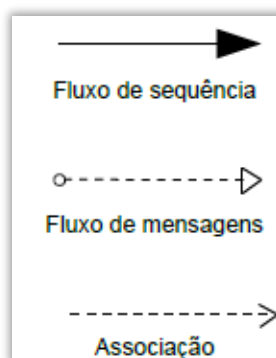 Fluxo de sequência
Fluxo de mensagens
Associação